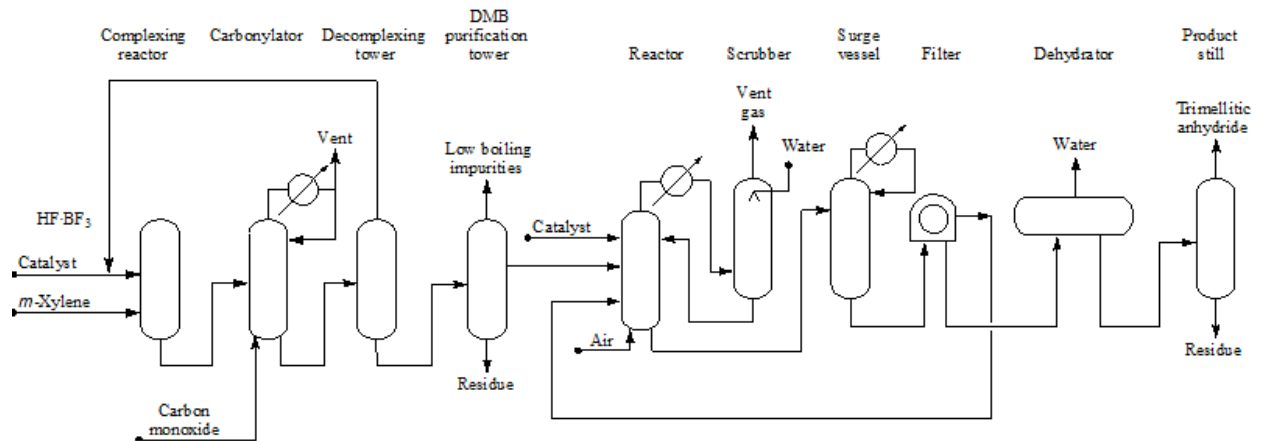 Complexing
reactor
Carbonylator
Decomplexing
tower
DMB
purification
tower
Reactor
Scrubber
Surge
vessel
Filter
Dehydrator
Product
still
Vent
Low boiling
impurities
Vent
gas
Water
Water
Trimellitic
anhydride
HF·BF₃
Catalyst
m-Xylene
Catalyst
Air
Residue
Residue
Carbon
monoxide